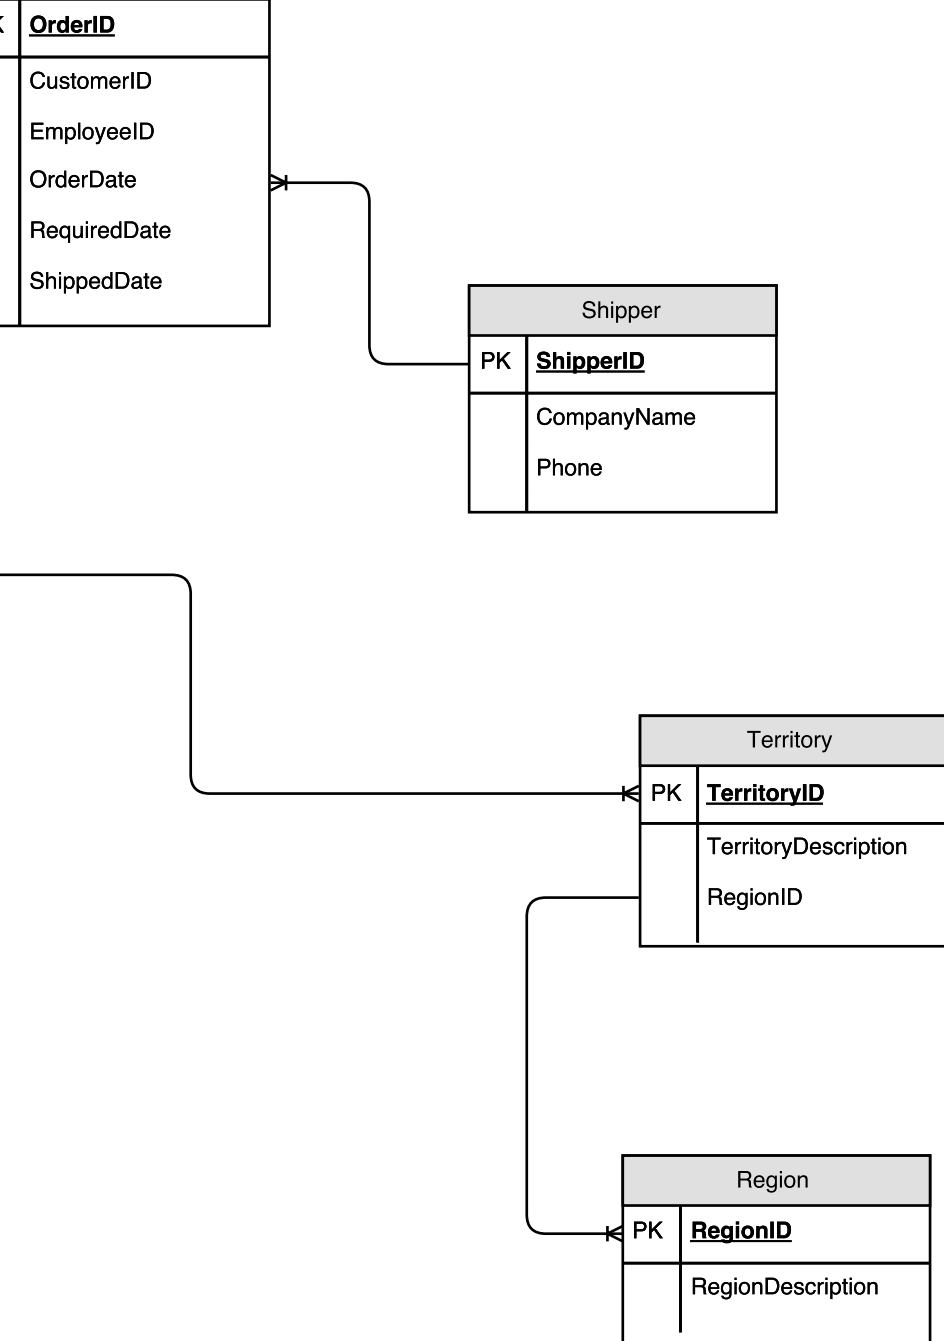 OrderID
CustomerID
EmployeeID
OrderDate
RequiredDate
ShippedDate
Shipper
PK ShipperID
CompanyName
Phone
Territory
PK TerritoryID
TerritoryDescription
RegionID
Region
PK RegionID
RegionDescription